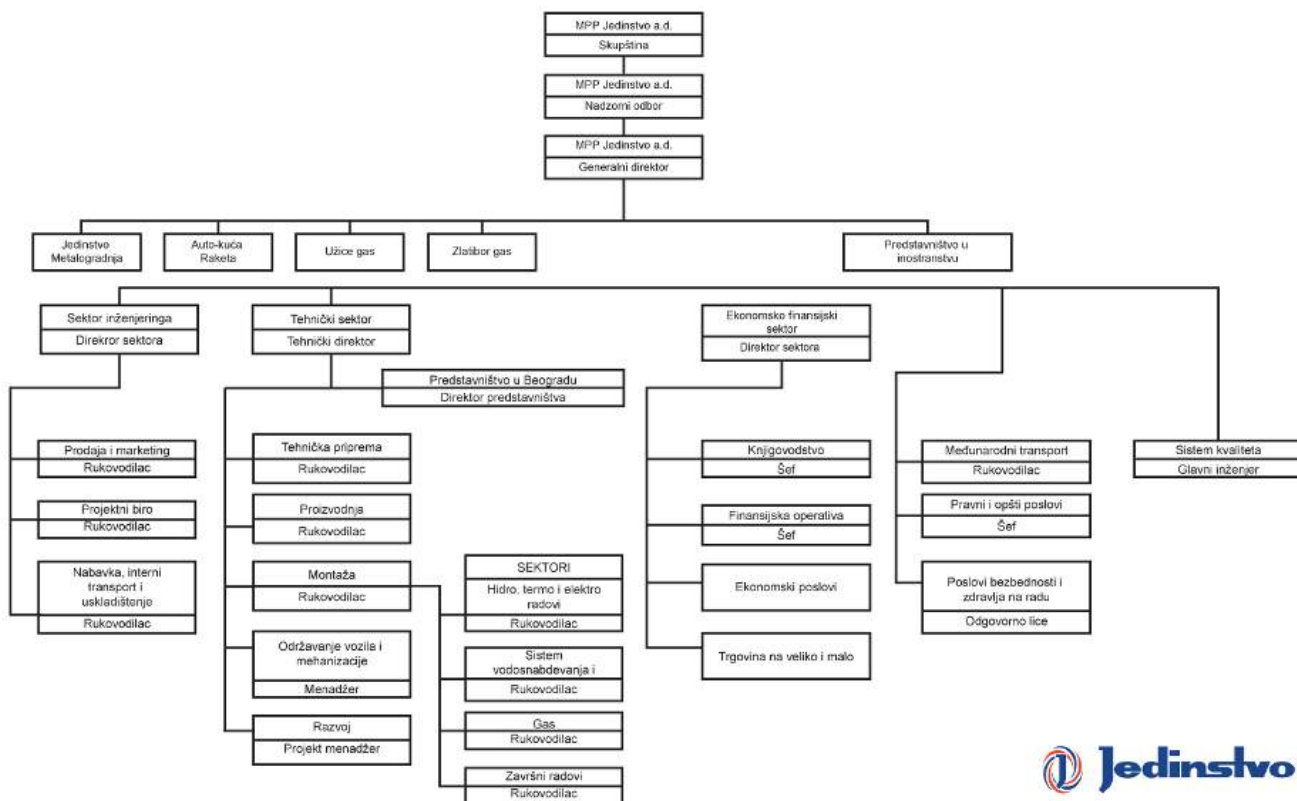 MPP Jedinstvo a.d.
Skupština
MPP Jedinstvo a.d.
Nadzorni odbor
MPP Jedinstvo a.d.
Generalni direktor
Jedinstvo
Metalogradnja
Auto-kuća
Raketa
Užice gas
Zlatibor gas
Predstavništvo u
inostranstvu
Sektor inženjeringa
Direkror sektora
Tehnički sektor
Tehnički direktor
Ekonomsko finansijski
sektor
Direktor sektora
Predstavništvo u Beogradu
Direktor predstavništva
Prodaja i marketing
Rukovodilac
Projektni biro
Rukovodilac
Nabavka, interni
transport i
uskladištenje
Rukovodilac
Tehnička priprema
Rukovodilac
Proizvodnja
Rukovodilac
Montaža
Rukovodilac
Održavanje vozila i
mehanizacije
Menadžer
Razvoj
Projekt menadžer
SEKTORI
Hidro, termo i elektro
radovi
Rukovodilac
Sistem
vodosnabdevanja i
Rukovodilac
Gas
Rukovodilac
Završni radovi
Rukovodilac
Knjigovodstvo
Šef
Finansijska operativa
Šef
Ekonomski poslovi
Trgovina na veliko i malo
Međunarodni transport
Rukovodilac
Pravni i opšti poslovi
Šef
Poslovi bezbednosti i
zdravlja na radu
Odgovorno lice
Sistem kvaliteta
Glavni inženjer
Jedinstvo